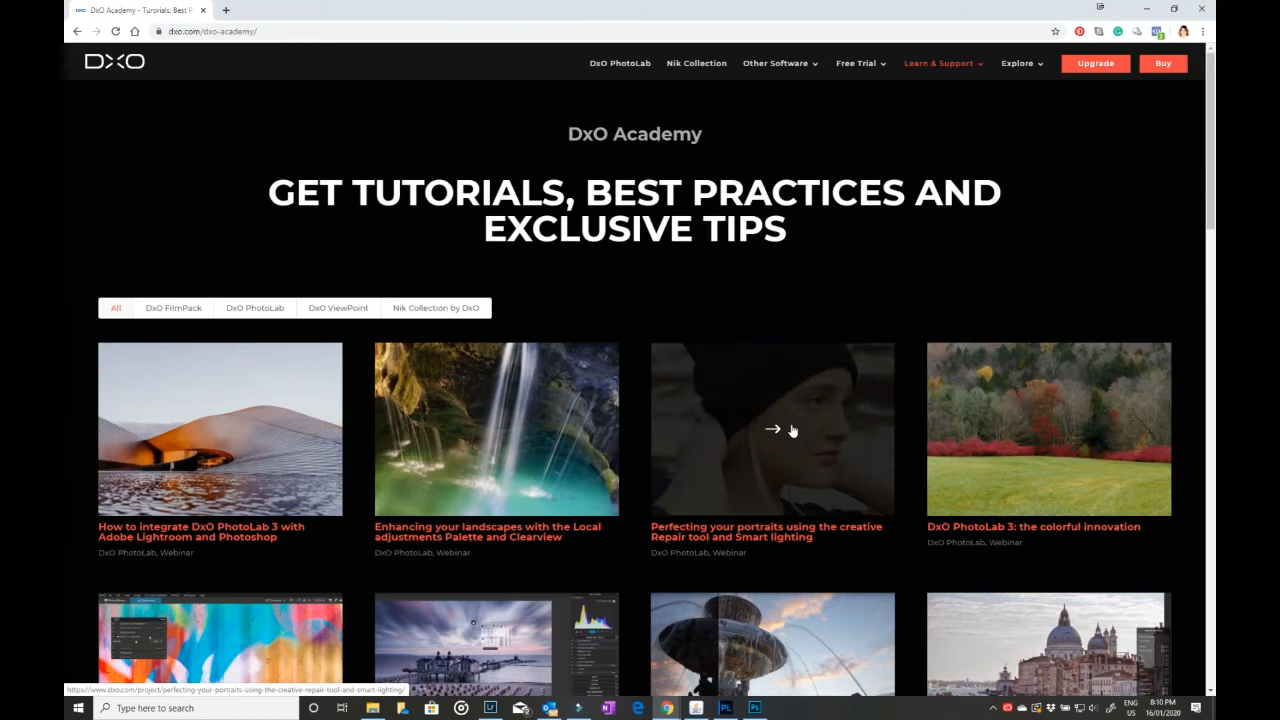 DxO Academy - Turorials, Best P
dxo.com/dxo-academy/
DXO
DxO PhotoLab
Nik Collection
Other Software
Free Trial
Learn & Support
Explore
Upgrade
Buy
DxO Academy
GET TUTORIALS, BEST PRACTICES AND
EXCLUSIVE TIPS
All
DxO FilmPack
DxO PhotoLab
DxO ViewPoint
Nik Collection by DxO
How to integrate DxO PhotoLab 3 with
Adobe Lightroom and Photoshop
DxO PhotoLab, Webinar
Enhancing your landscapes with the Local
adjustments Palette and Clearview
DxO PhotoLab, Webinar
Perfecting your portraits using the creative
Repair tool and Smart lighting
DxO PhotoLab, Webinar
DxO PhotoLab 3: the colorful innovation
DxO PhotoLab, Webinar
https://www.dxo.com/project/perfecting-your-portraits-using-the-creative-repair-tool-and-smart-lighting/
Type here to search
ENG
US
8:10 PM
16/01/2020